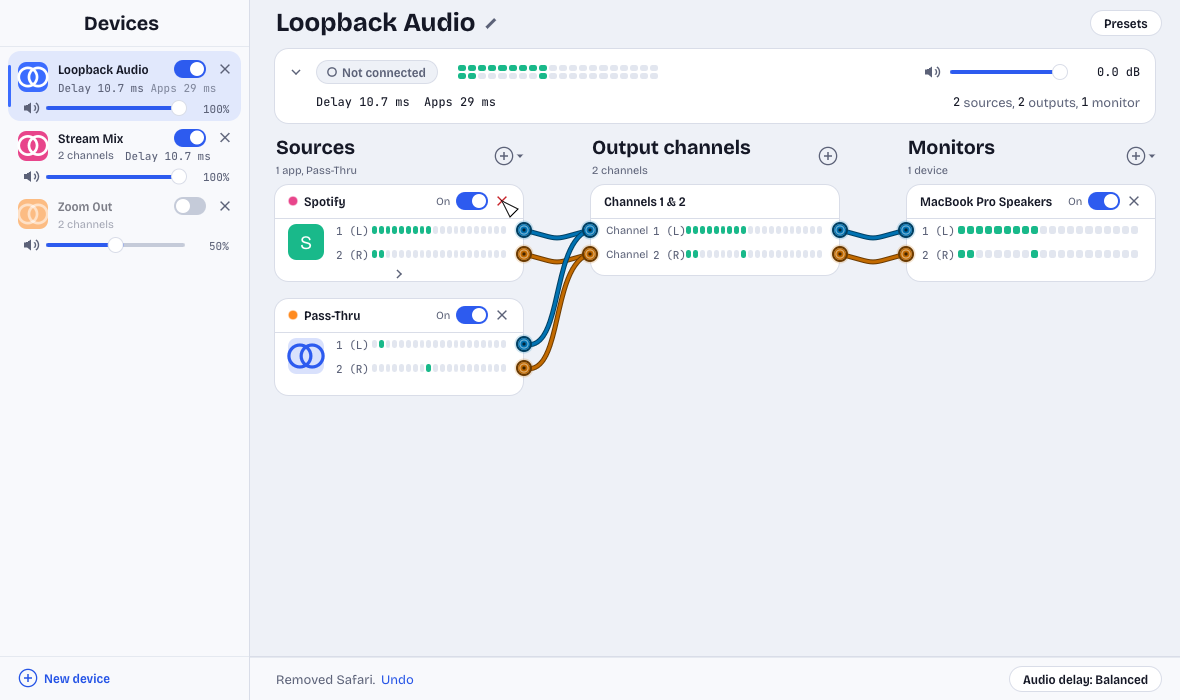 Devices
Loopback Audio
Delay 10.7 ms Apps 29 ms
100%
Stream Mix
2 channels Delay 10.7 ms
100%
Zoom Out
2 channels
50%
New device
Loopback Audio
Presets
Not connected
0.0 dB
Delay 10.7 ms Apps 29 ms
2 sources, 2 outputs, 1 monitor
Sources
1 app, Pass-Thru
Spotify On
S
1 (L)
2 (R)
Pass-Thru On
1 (L)
2 (R)
Output channels
2 channels
Channels 1 & 2
Channel 1 (L)
Channel 2 (R)
Monitors
1 device
MacBook Pro Speakers On
1 (L)
2 (R)
Removed Safari. Undo
Audio delay: Balanced